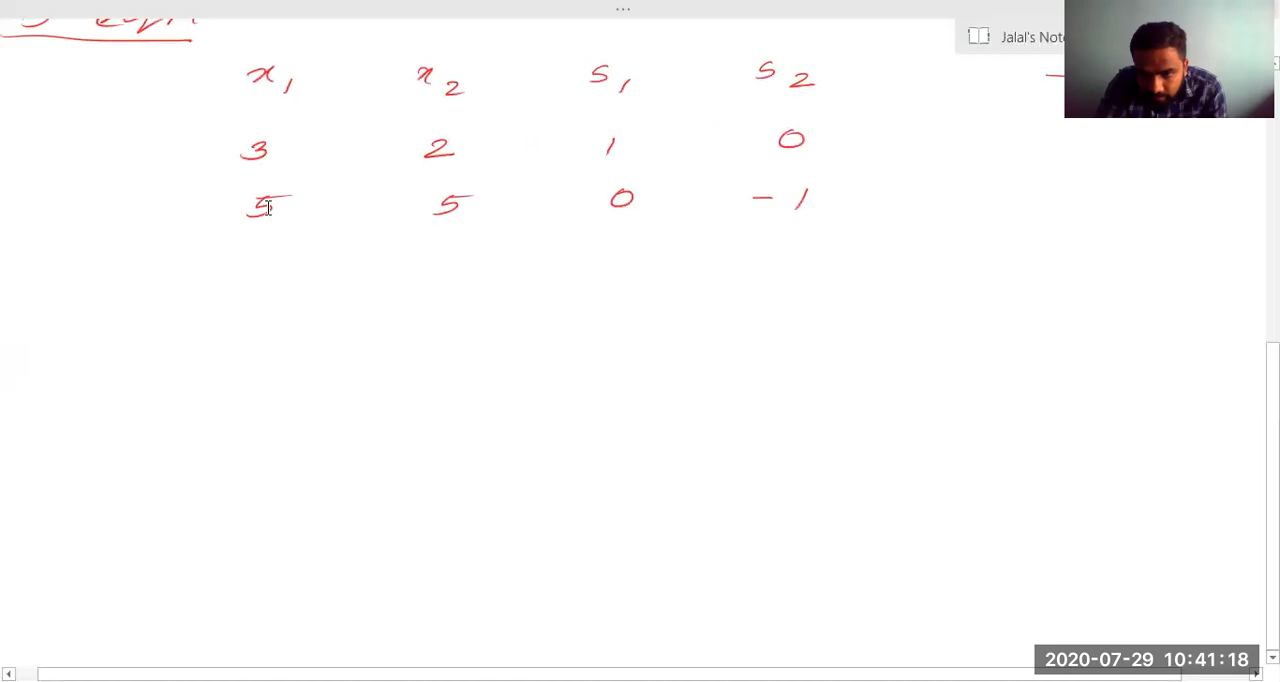 ...
Jalal's Note
x₁ x₂ s₁ s₂
3 2 1 0
5 5 0 -1
2020-07-29 10:41:18